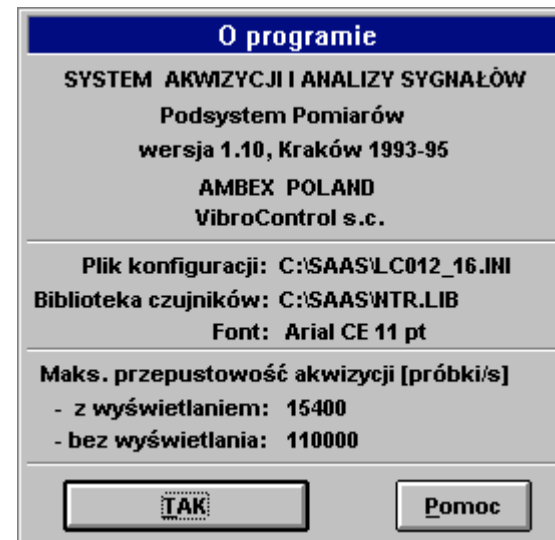 O programie
SYSTEM AKWIZYCJI I ANALIZY SYGNAŁÓW
Podsystem Pomiarów
wersja 1.10, Kraków 1993-95
AMBEX POLAND
VibroControl s.c.
Plik konfiguracji: C:\SAAS\LC012_16.INI
Biblioteka czujników: C:\SAAS\NTR.LIB
Font: Arial CE 11 pt
Maks. przepustowość akwizycji [próbki/s]
- z wyświetlaniem: 15400
- bez wyświetlania: 110000
TAK Pomoc